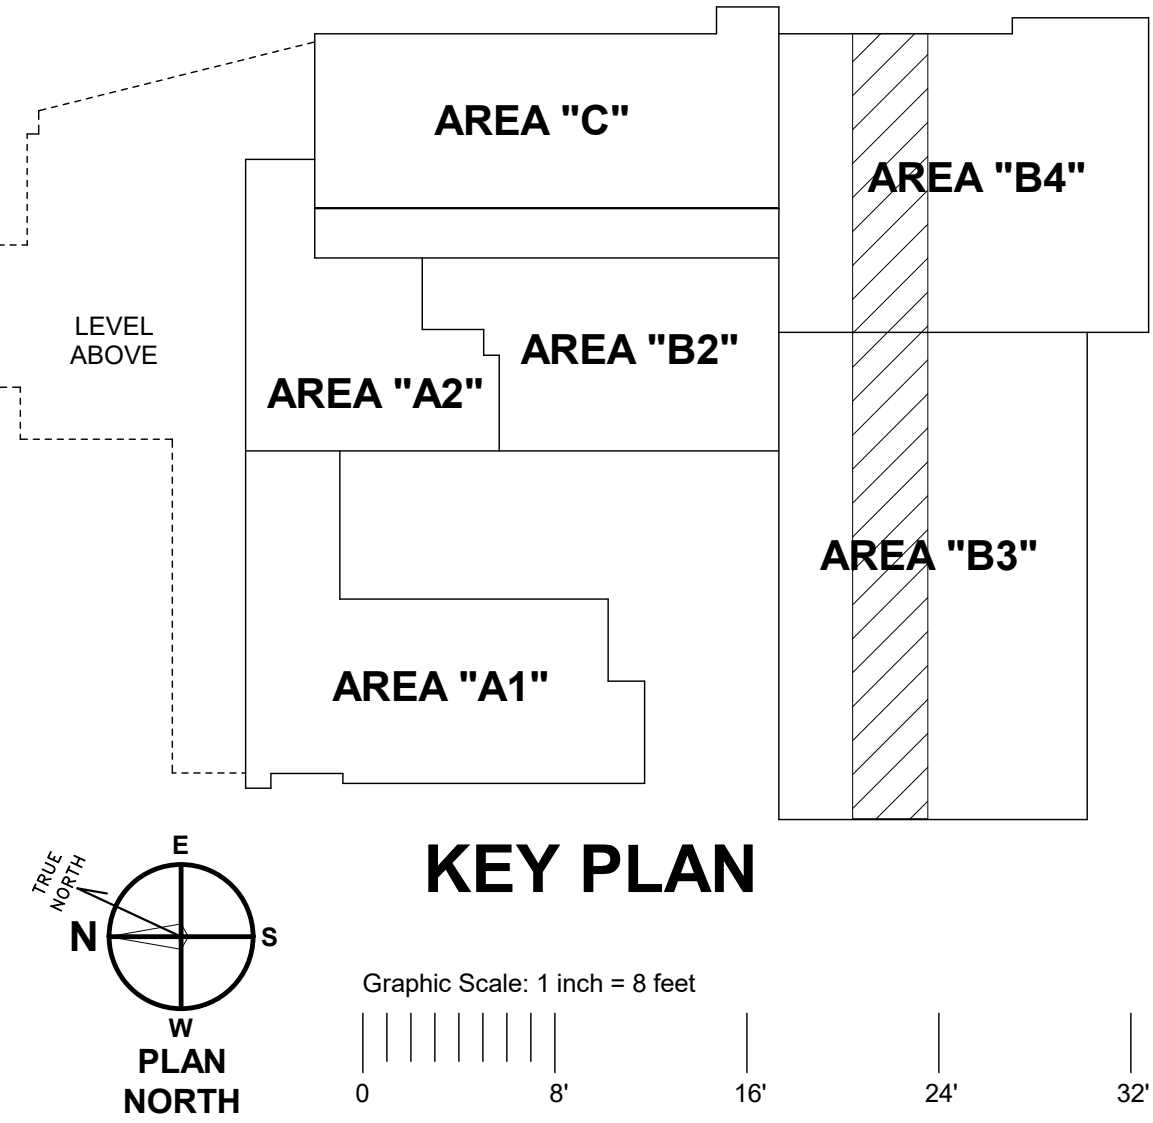 AREA "C"
AREA "B4"
LEVEL
ABOVE
AREA "B2"
AREA "A2"
AREA "B3"
AREA "A1"
KEY PLAN
E
TRUE
NORTH
N
S
W
PLAN
NORTH
Graphic Scale: 1 inch = 8 feet
0 8' 16' 24' 32'